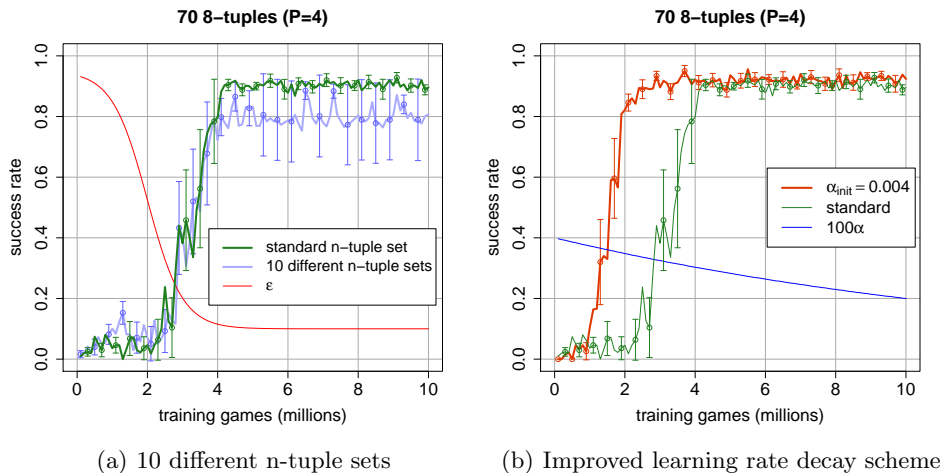 70 8−tuples (P=4)
success rate
1.0
0.8
0.6
0.4
0.2
0.0
standard n−tuple set
10 different n−tuple sets
ε
0 2 4 6 8 10
training games (millions)
(a) 10 different n-tuple sets
70 8−tuples (P=4)
success rate
1.0
0.8
0.6
0.4
0.2
0.0
αinit = 0.004
standard
100α
0 2 4 6 8 10
training games (millions)
(b) Improved learning rate decay scheme